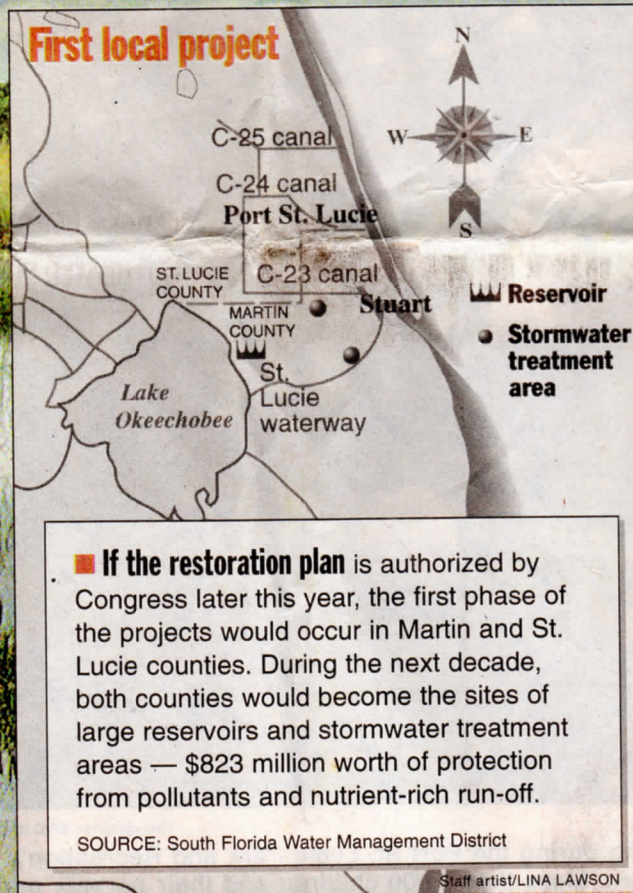 First local project
N
W
E
S
C-25 canal
C-24 canal
Port St. Lucie
ST. LUCIE
COUNTY
C-23 canal
Stuart
MARTIN
COUNTY
Reservoir
Stormwater
treatment
area
Lake
Okeechobee
St.
Lucie
waterway
If the restoration plan is authorized by
Congress later this year, the first phase of
the projects would occur in Martin and St.
Lucie counties. During the next decade,
both counties would become the sites of
large reservoirs and stormwater treatment
areas — $823 million worth of protection
from pollutants and nutrient-rich run-off.
SOURCE: South Florida Water Management District
Staff artist/LINA LAWSON